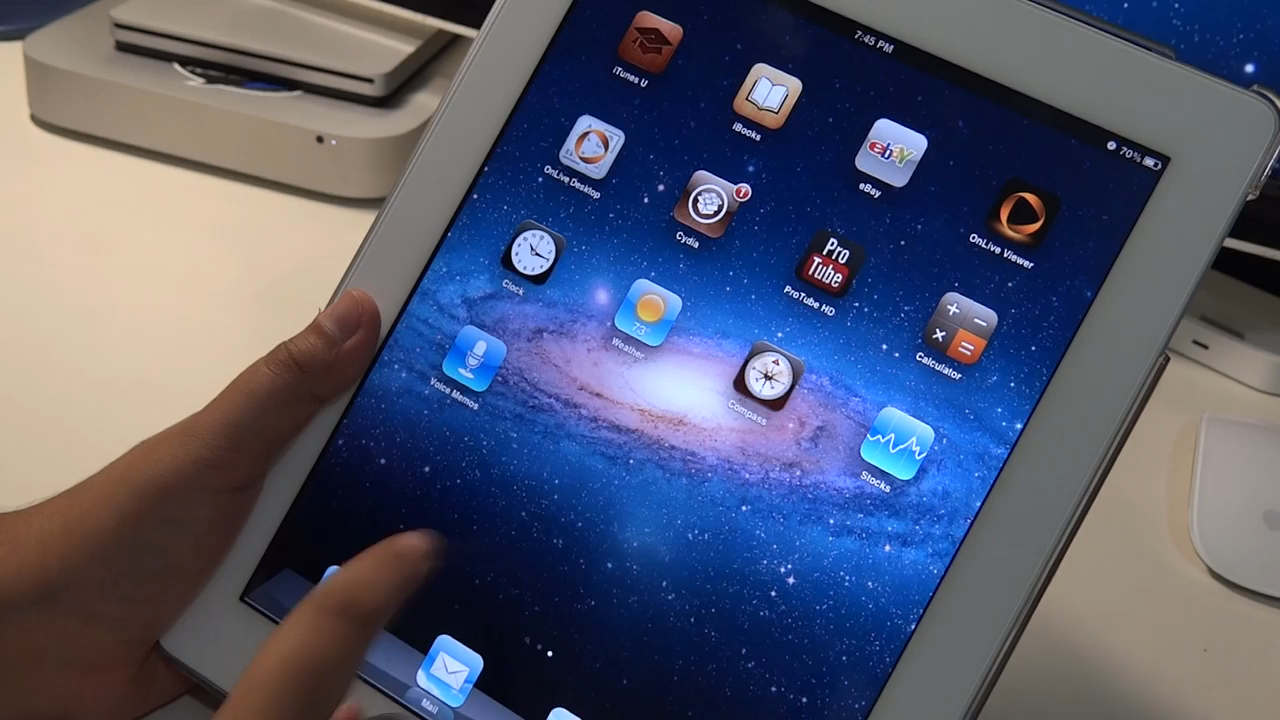 7:45 PM
70%
iTunes U
iBooks
ebY
eBay
OnLive Viewer
OnLive Desktop
Cydia
1
Pro
Tube
ProTube HD
Calculator
Clock
73°
Weather
Compass
Stocks
Voice Memos
Mail